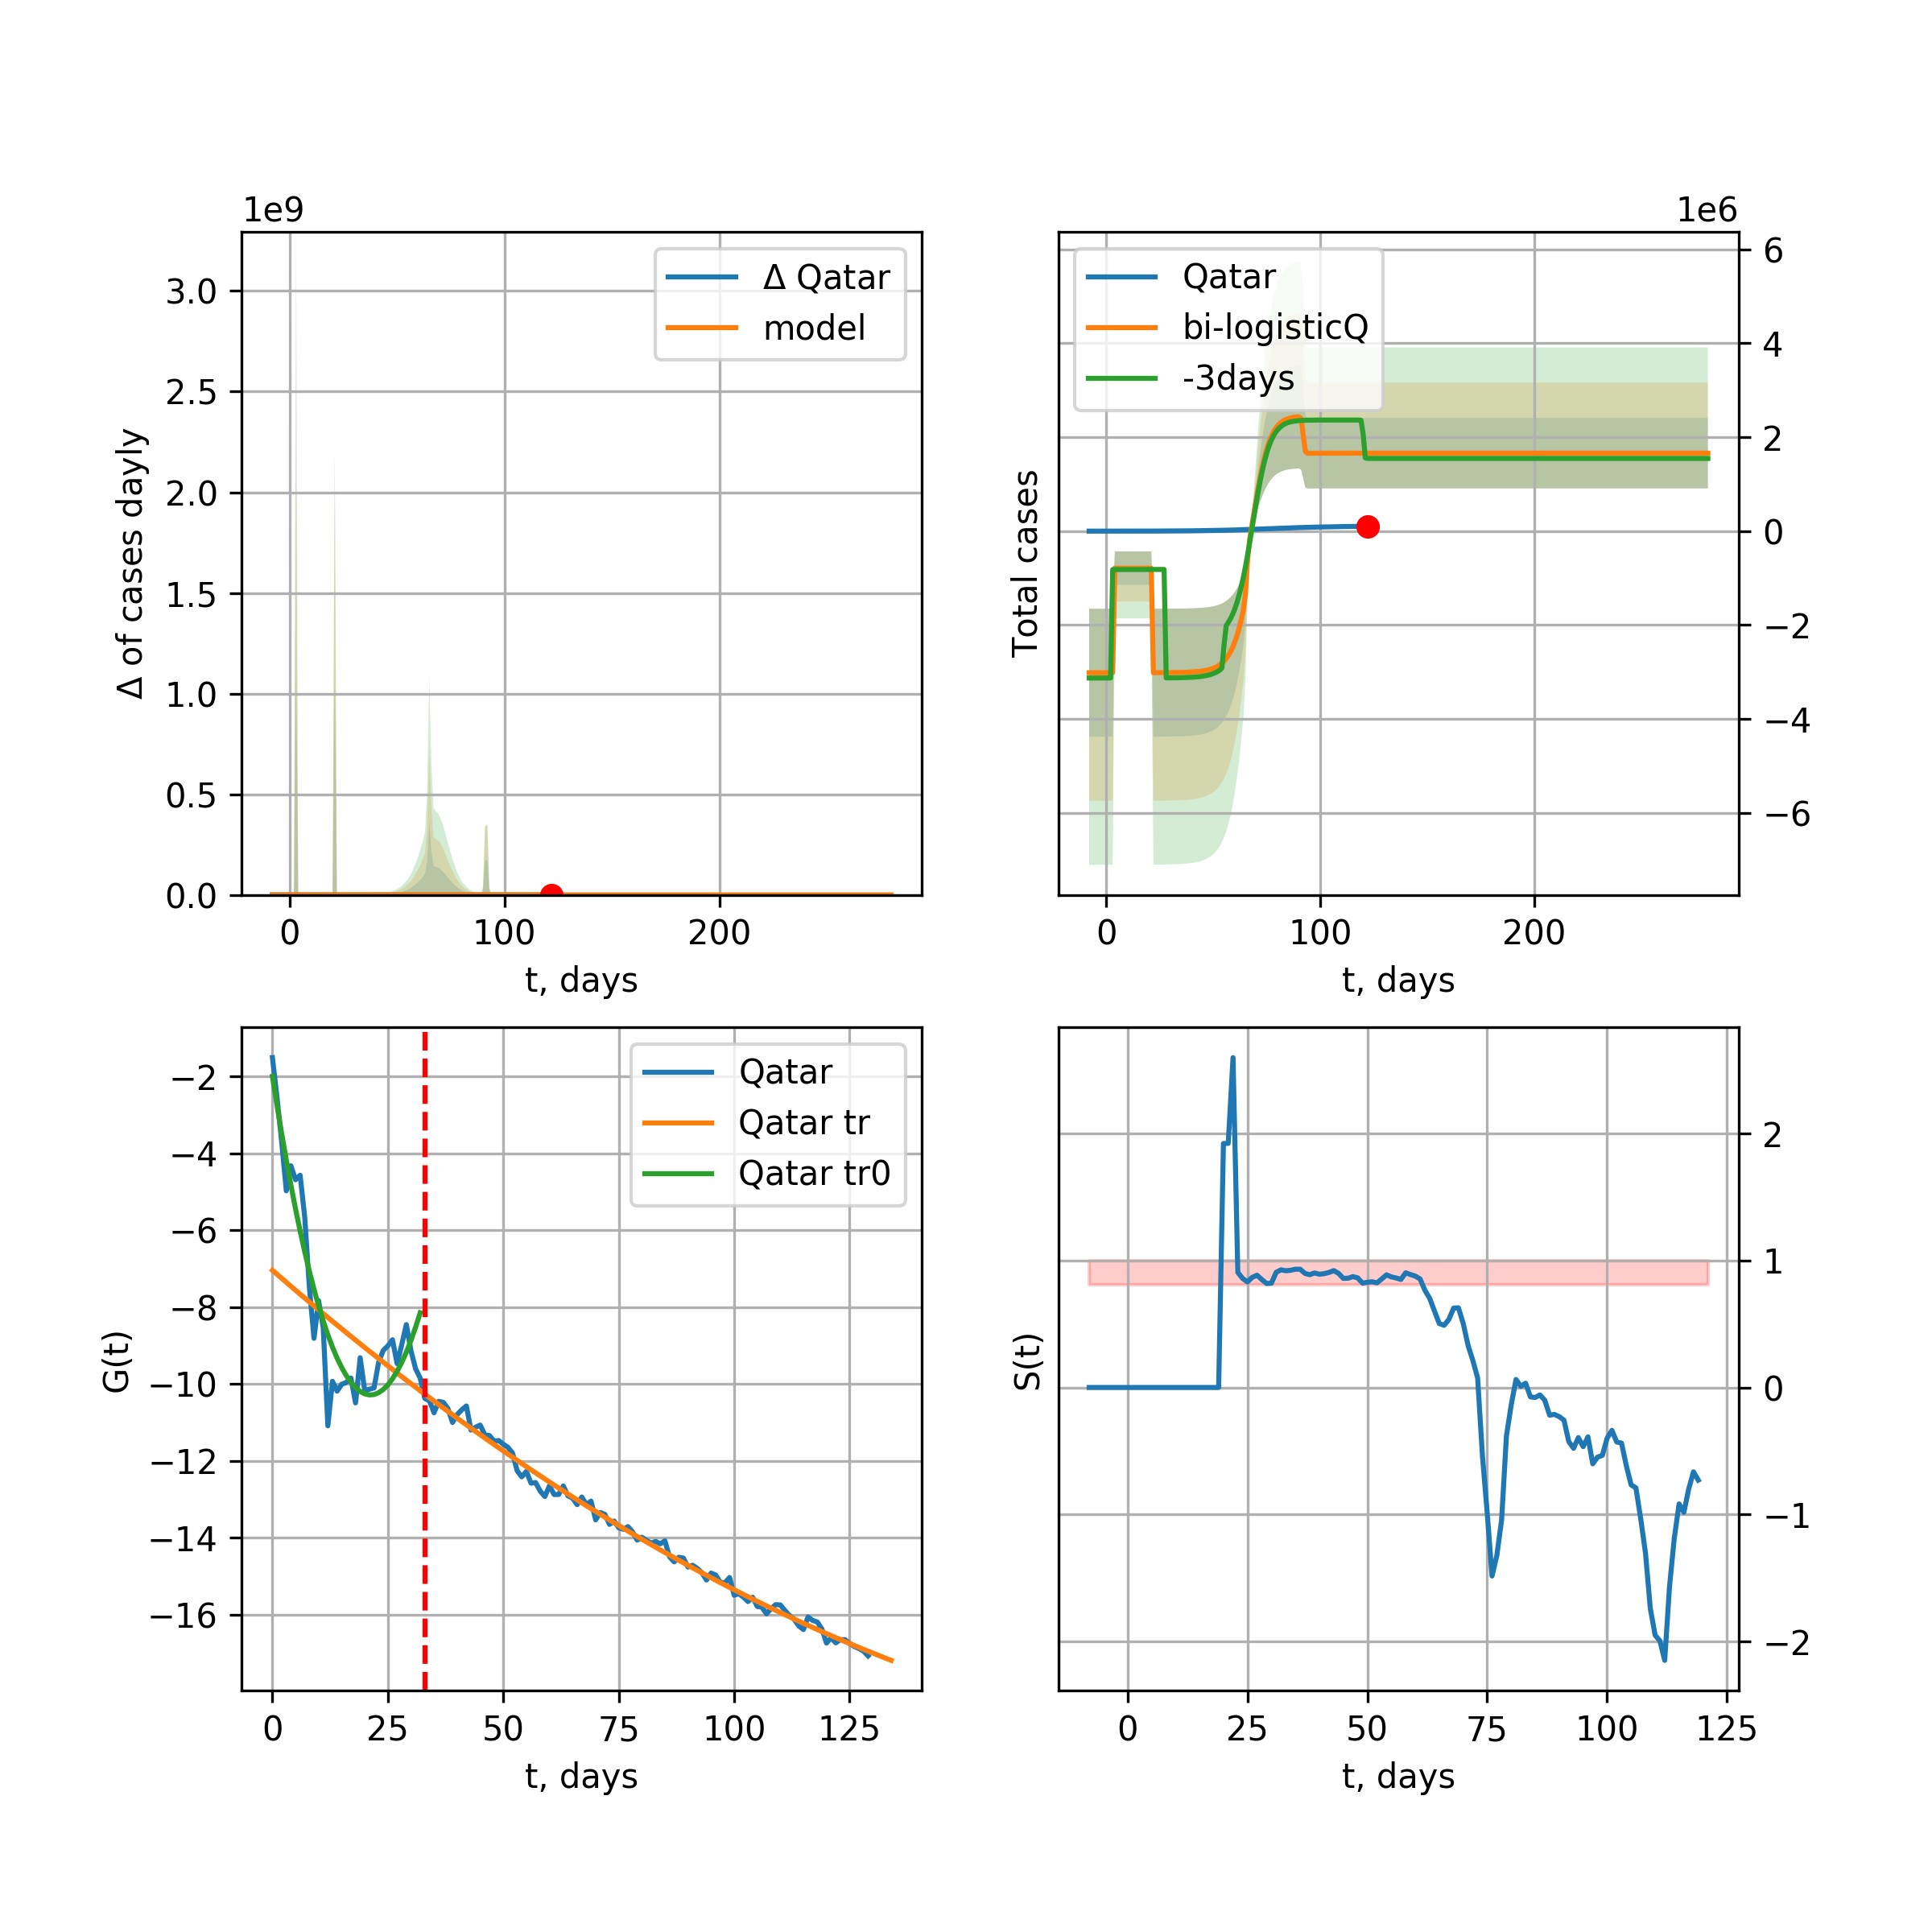 1e9
Δ of cases dayly
3.0
2.5
2.0
1.5
1.0
0.5
0.0
0 100 200
t, days
Δ Qatar
model
1e6
Total cases
6
4
2
0
−2
−4
−6
0 100 200
t, days
Qatar
bi-logisticQ
-3days
G(t)
−2
−4
−6
−8
−10
−12
−14
−16
0 25 50 75 100 125
t, days
Qatar
Qatar tr
Qatar tr0
S(t)
2
1
0
−1
−2
0 25 50 75 100 125
t, days